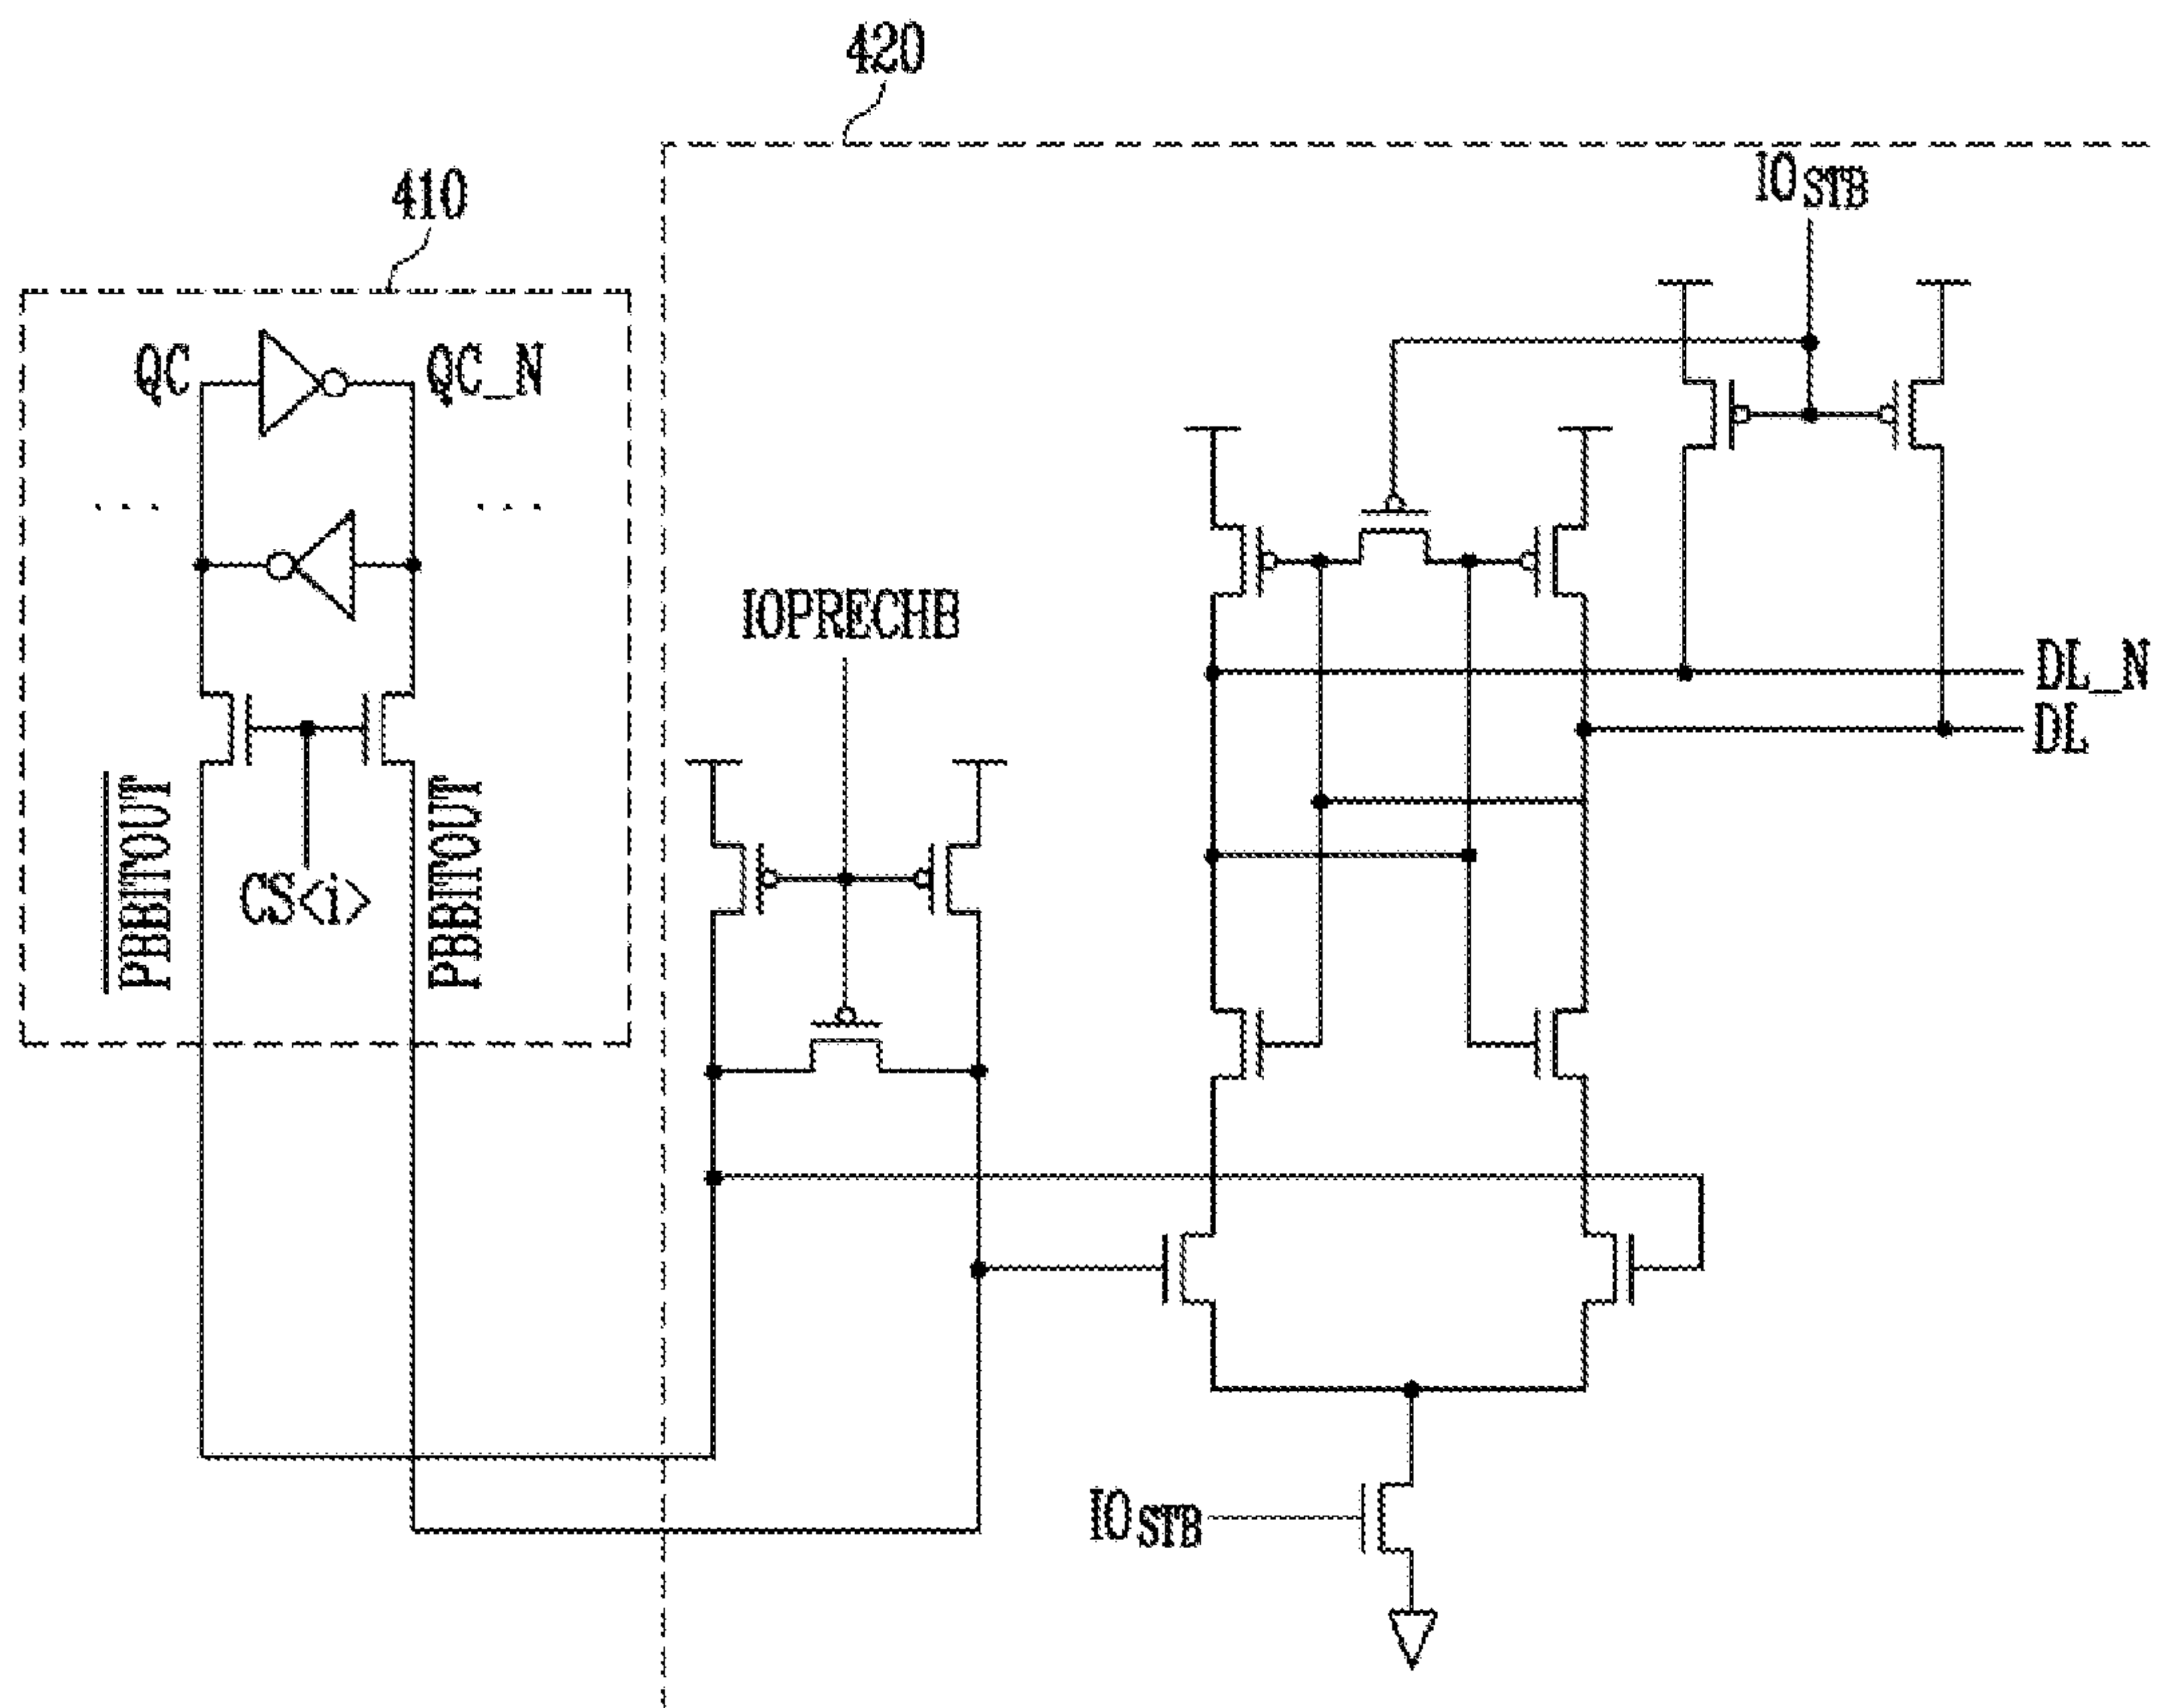 420
410
IO STB
QC
QC_N
. . .
. . .
IOPRECHB
DL_N
DL
PBBITOUT
CS<i>
PBBITOUT
IO STB